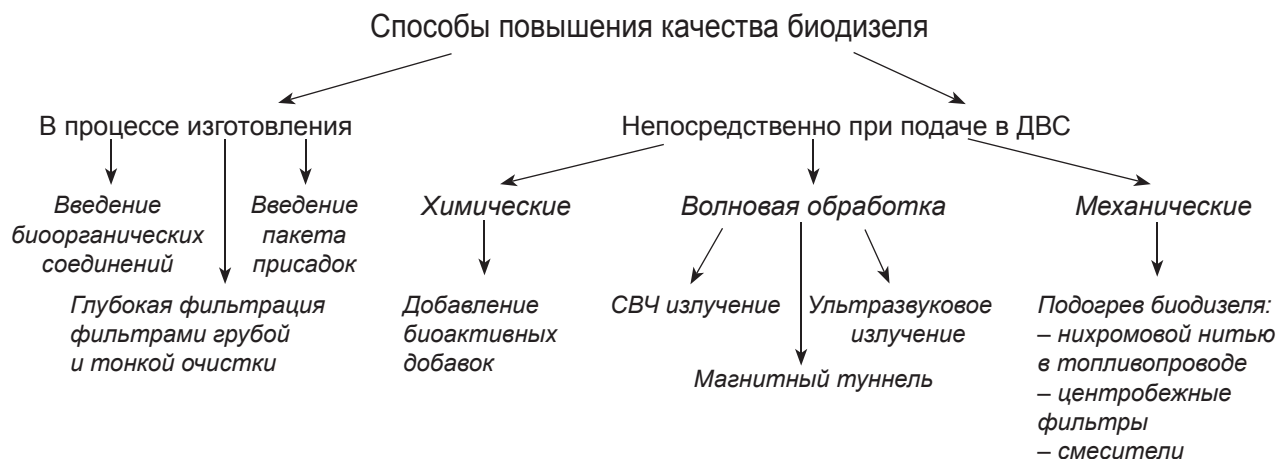 Способы повышения качества биодизеля
В процессе изготовления
Непосредственно при подаче в ДВС
Введение
биоорганических
соединений
Введение
пакета
присадок
Глубокая фильтрация
фильтрами грубой
и тонкой очистки
Химические
Добавление
биоактивных
добавок
Волновая обработка
СВЧ излучение
Ультразвуковое
излучение
Магнитный туннель
Механические
Подогрев биодизеля:
– нихромовой нитью
в топливопроводе
– центробежные
фильтры
– смесители